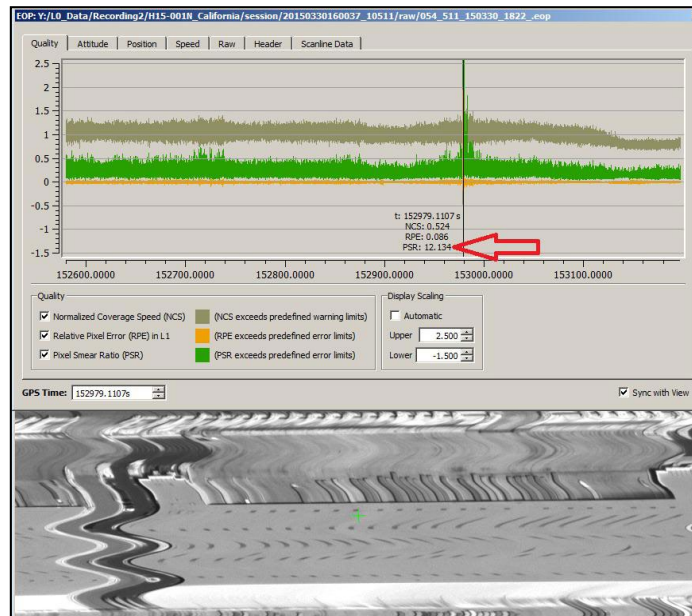 EOP: Y:/L0_Data/Recording2/H15-001N_California/session/20150330160037_10511/raw/054_511_150330_1822_.eop
Quality Attitude Position Speed Raw Header Scanline Data
2.5
2
1.5
1
0.5
0
-0.5
-1
-1.5
t: 152979.1107 s
NCS: 0.524
RPE: 0.086
PSR: 12.134
152600.0000 152700.0000 152800.0000 152900.0000 153000.0000 153100.0000
Quality
Normalized Coverage Speed (NCS) (NCS exceeds predefined warning limits)
Relative Pixel Error (RPE) in L1 (RPE exceeds predefined error limits)
Pixel Smear Ratio (PSR) (PSR exceeds predefined error limits)
Display Scaling
Automatic
Upper 2.500
Lower -1.500
GPS Time: 152979.1107s Sync with View